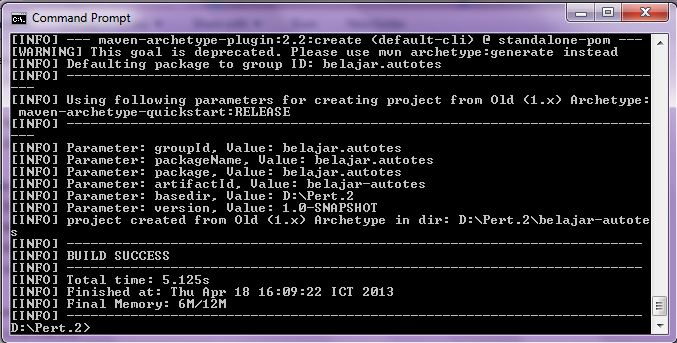 Command Prompt
[INFO] --- maven-archetype-plugin:2.2:create (default-cli) @ standalone-pom ---
[WARNING] This goal is deprecated. Please use mvn archetype:generate instead
[INFO] Defaulting package to group ID: belajar.autotes
[INFO] ------------------------------------------------------------------------
---
[INFO] Using following parameters for creating project from Old (1.x) Archetype:
 maven-archetype-quickstart:RELEASE
[INFO] ------------------------------------------------------------------------
---
[INFO] Parameter: groupId, Value: belajar.autotes
[INFO] Parameter: packageName, Value: belajar.autotes
[INFO] Parameter: package, Value: belajar.autotes
[INFO] Parameter: artifactId, Value: belajar-autotes
[INFO] Parameter: basedir, Value: D:\Pert.2
[INFO] Parameter: version, Value: 1.0-SNAPSHOT
[INFO] project created from Old (1.x) Archetype in dir: D:\Pert.2\belajar-autote
s
[INFO] ------------------------------------------------------------------------
[INFO] BUILD SUCCESS
[INFO] ------------------------------------------------------------------------
[INFO] Total time: 5.125s
[INFO] Finished at: Thu Apr 18 16:09:22 ICT 2013
[INFO] Final Memory: 6M/12M
[INFO] ------------------------------------------------------------------------
D:\Pert.2>